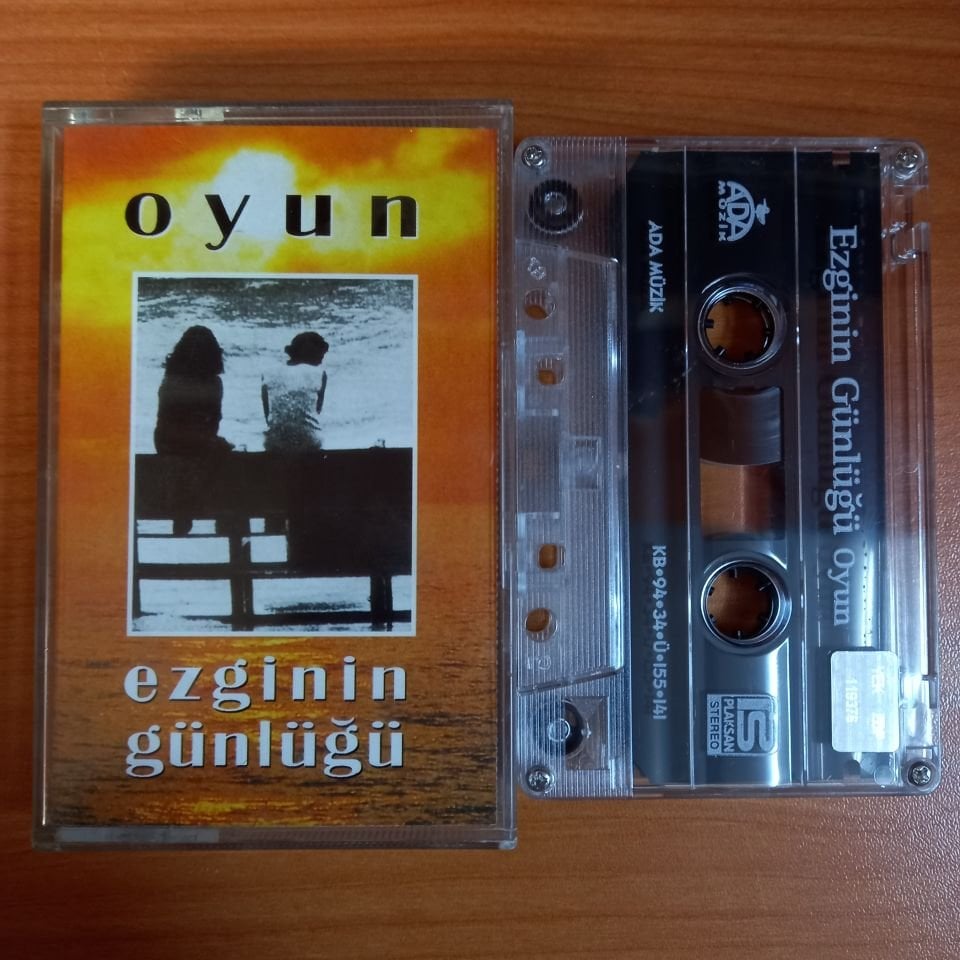 oyun
ezginin
günlüğü
ADA
MÜZİK
ADA MÜZİK
Ezginin Günlüğü Oyun
KB•94•34•Ü•155•141
PLAKSAN
STEREO